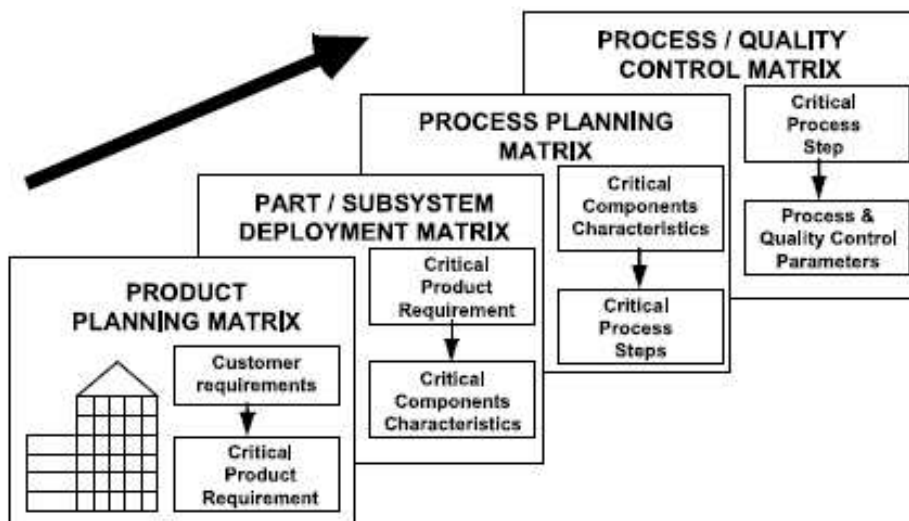 PROCESS / QUALITY
CONTROL MATRIX
Critical
Process
Step
Process &
Quality Control
Parameters
PROCESS PLANNING
MATRIX
Critical
Components
Characteristics
Critical
Process
Steps
PART / SUBSYSTEM
DEPLOYMENT MATRIX
Critical
Product
Requirement
Critical
Components
Characteristics
PRODUCT
PLANNING MATRIX
Customer
requirements
Critical
Product
Requirement